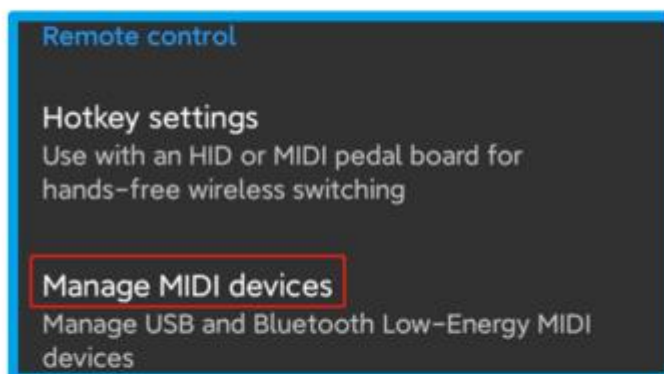 Remote control
Hotkey settings
Use with an HID or MIDI pedal board for
hands-free wireless switching
Manage MIDI devices
Manage USB and Bluetooth Low-Energy MIDI
devices